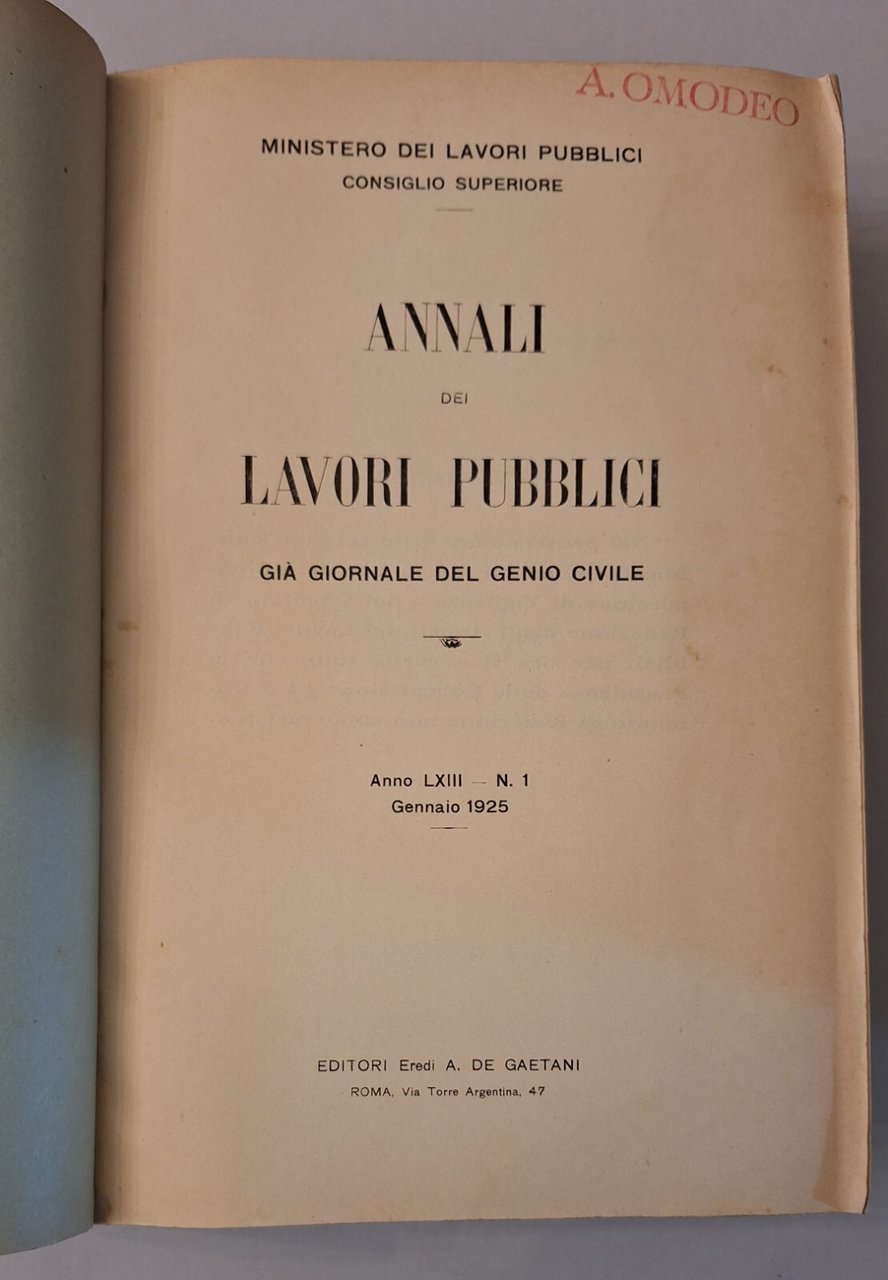 A. OMODEO
MINISTERO DEI LAVORI PUBBLICI
CONSIGLIO SUPERIORE
ANNALI
DEI
LAVORI PUBBLICI
GIÀ GIORNALE DEL GENIO CIVILE
Anno LXIII — N. 1
Gennaio 1925
EDITORI Eredi A. DE GAETANI
ROMA, Via Torre Argentina, 47